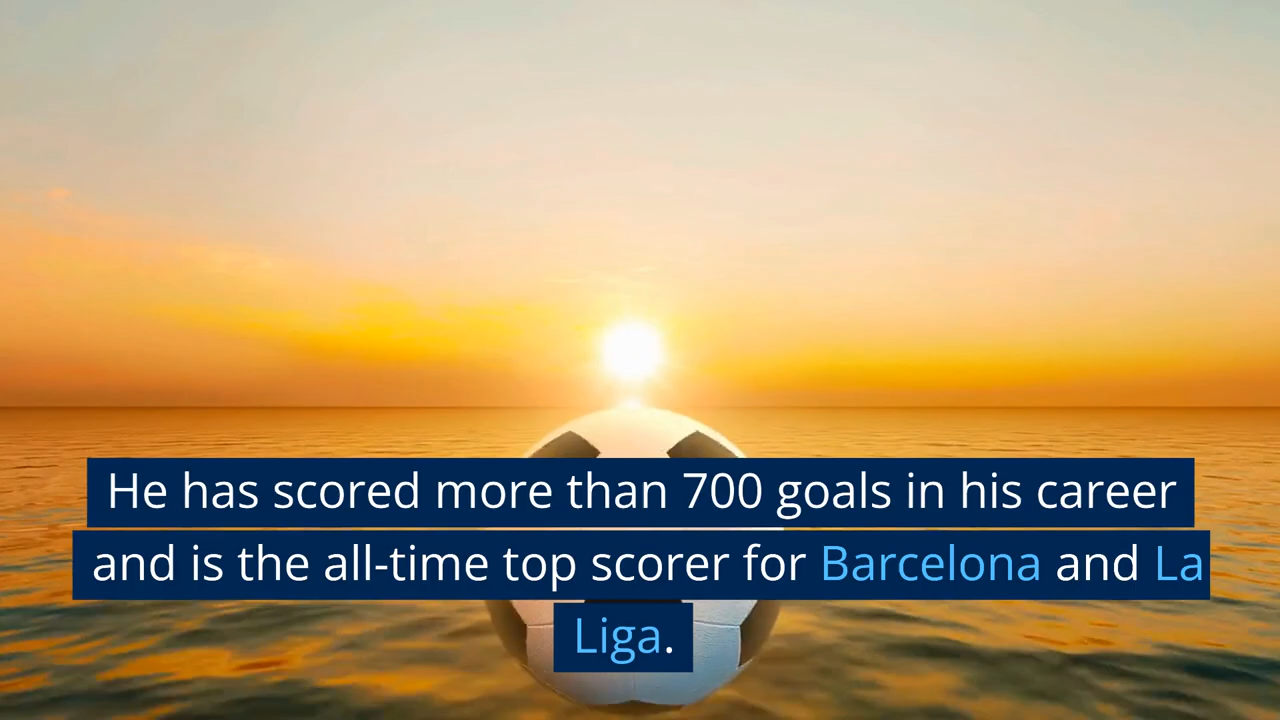 He has scored more than 700 goals in his career
and is the all-time top scorer for Barcelona and La
Liga.